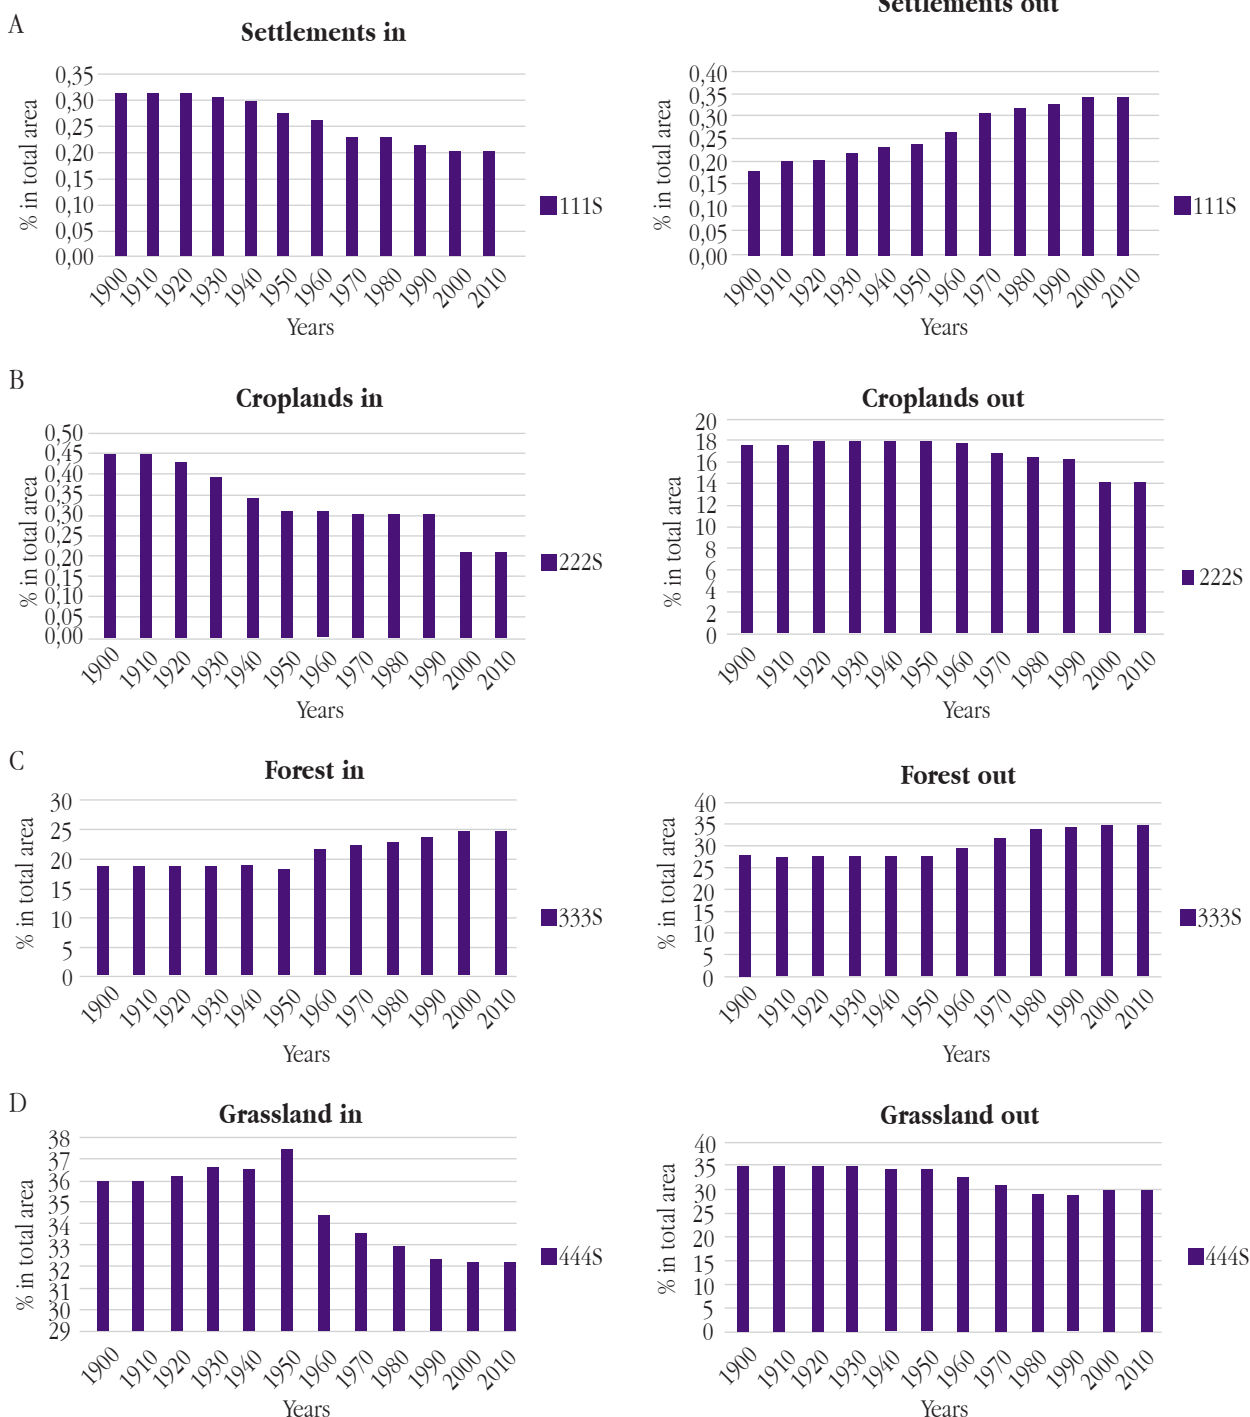 A
Settlements in
% in total area
0,35
0,30
0,25
0,20
0,15
0,10
0,05
0,00
1900 1910 1920 1930 1940 1950 1960 1970 1980 1990 2000 2010
Years
111S
Settlements out
% in total area
0,40
0,35
0,30
0,25
0,20
0,15
0,10
0,05
0,00
1900 1910 1920 1930 1940 1950 1960 1970 1980 1990 2000 2010
Years
111S
B
Croplands in
% in total area
0,50
0,45
0,40
0,35
0,30
0,25
0,20
0,15
0,10
0,05
0,00
1900 1910 1920 1930 1940 1950 1960 1970 1980 1990 2000 2010
Years
222S
Croplands out
% in total area
20
18
16
14
12
10
8
6
4
2
0
1900 1910 1920 1930 1940 1950 1960 1970 1980 1990 2000 2010
Years
222S
C
Forest in
% in total area
30
25
20
15
10
5
0
1900 1910 1920 1930 1940 1950 1960 1970 1980 1990 2000 2010
Years
333S
Forest out
% in total area
40
35
30
25
20
15
10
5
0
1900 1910 1920 1930 1940 1950 1960 1970 1980 1990 2000 2010
Years
333S
D
Grassland in
% in total area
38
37
36
35
34
33
32
31
30
29
1900 1910 1920 1930 1940 1950 1960 1970 1980 1990 2000 2010
Years
444S
Grassland out
% in total area
40
35
30
25
20
15
10
5
0
1900 1910 1920 1930 1940 1950 1960 1970 1980 1990 2000 2010
Years
444S